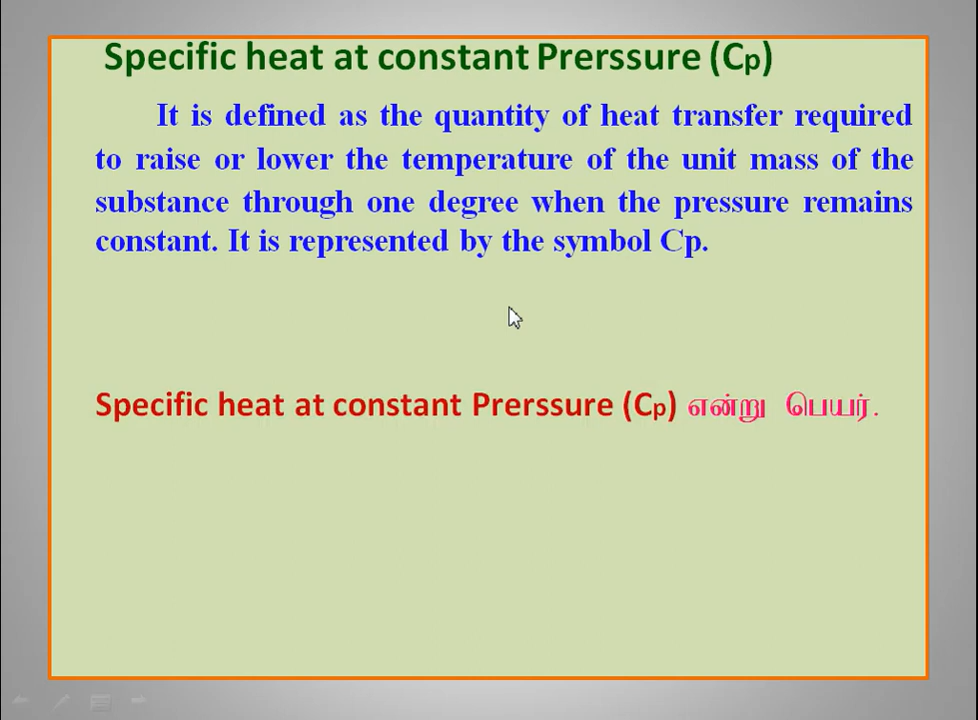 Specific heat at constant Prerssure (Cp)
It is defined as the quantity of heat transfer required
to raise or lower the temperature of the unit mass of the
substance through one degree when the pressure remains
constant. It is represented by the symbol Cp.
Specific heat at constant Prerssure (Cp) என்று பெயர்.